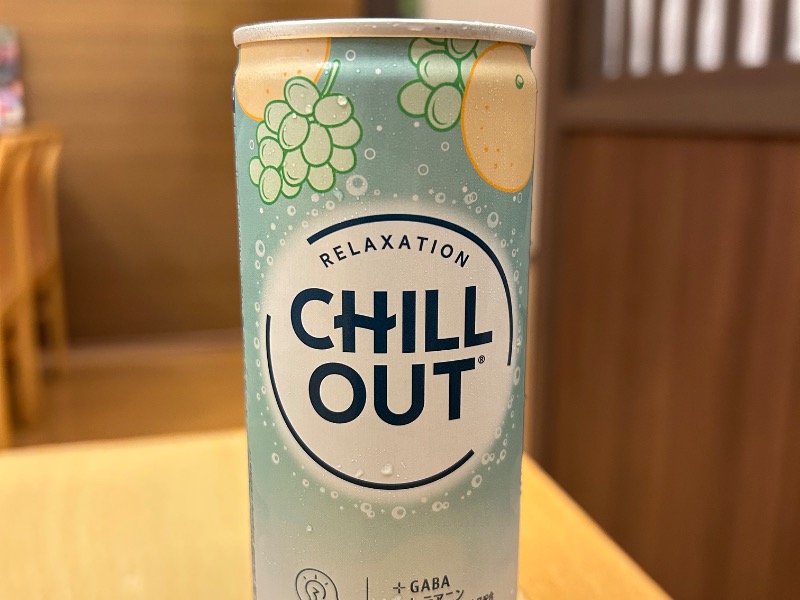 RELAXATION
CHILL
OUT®
+ GABA